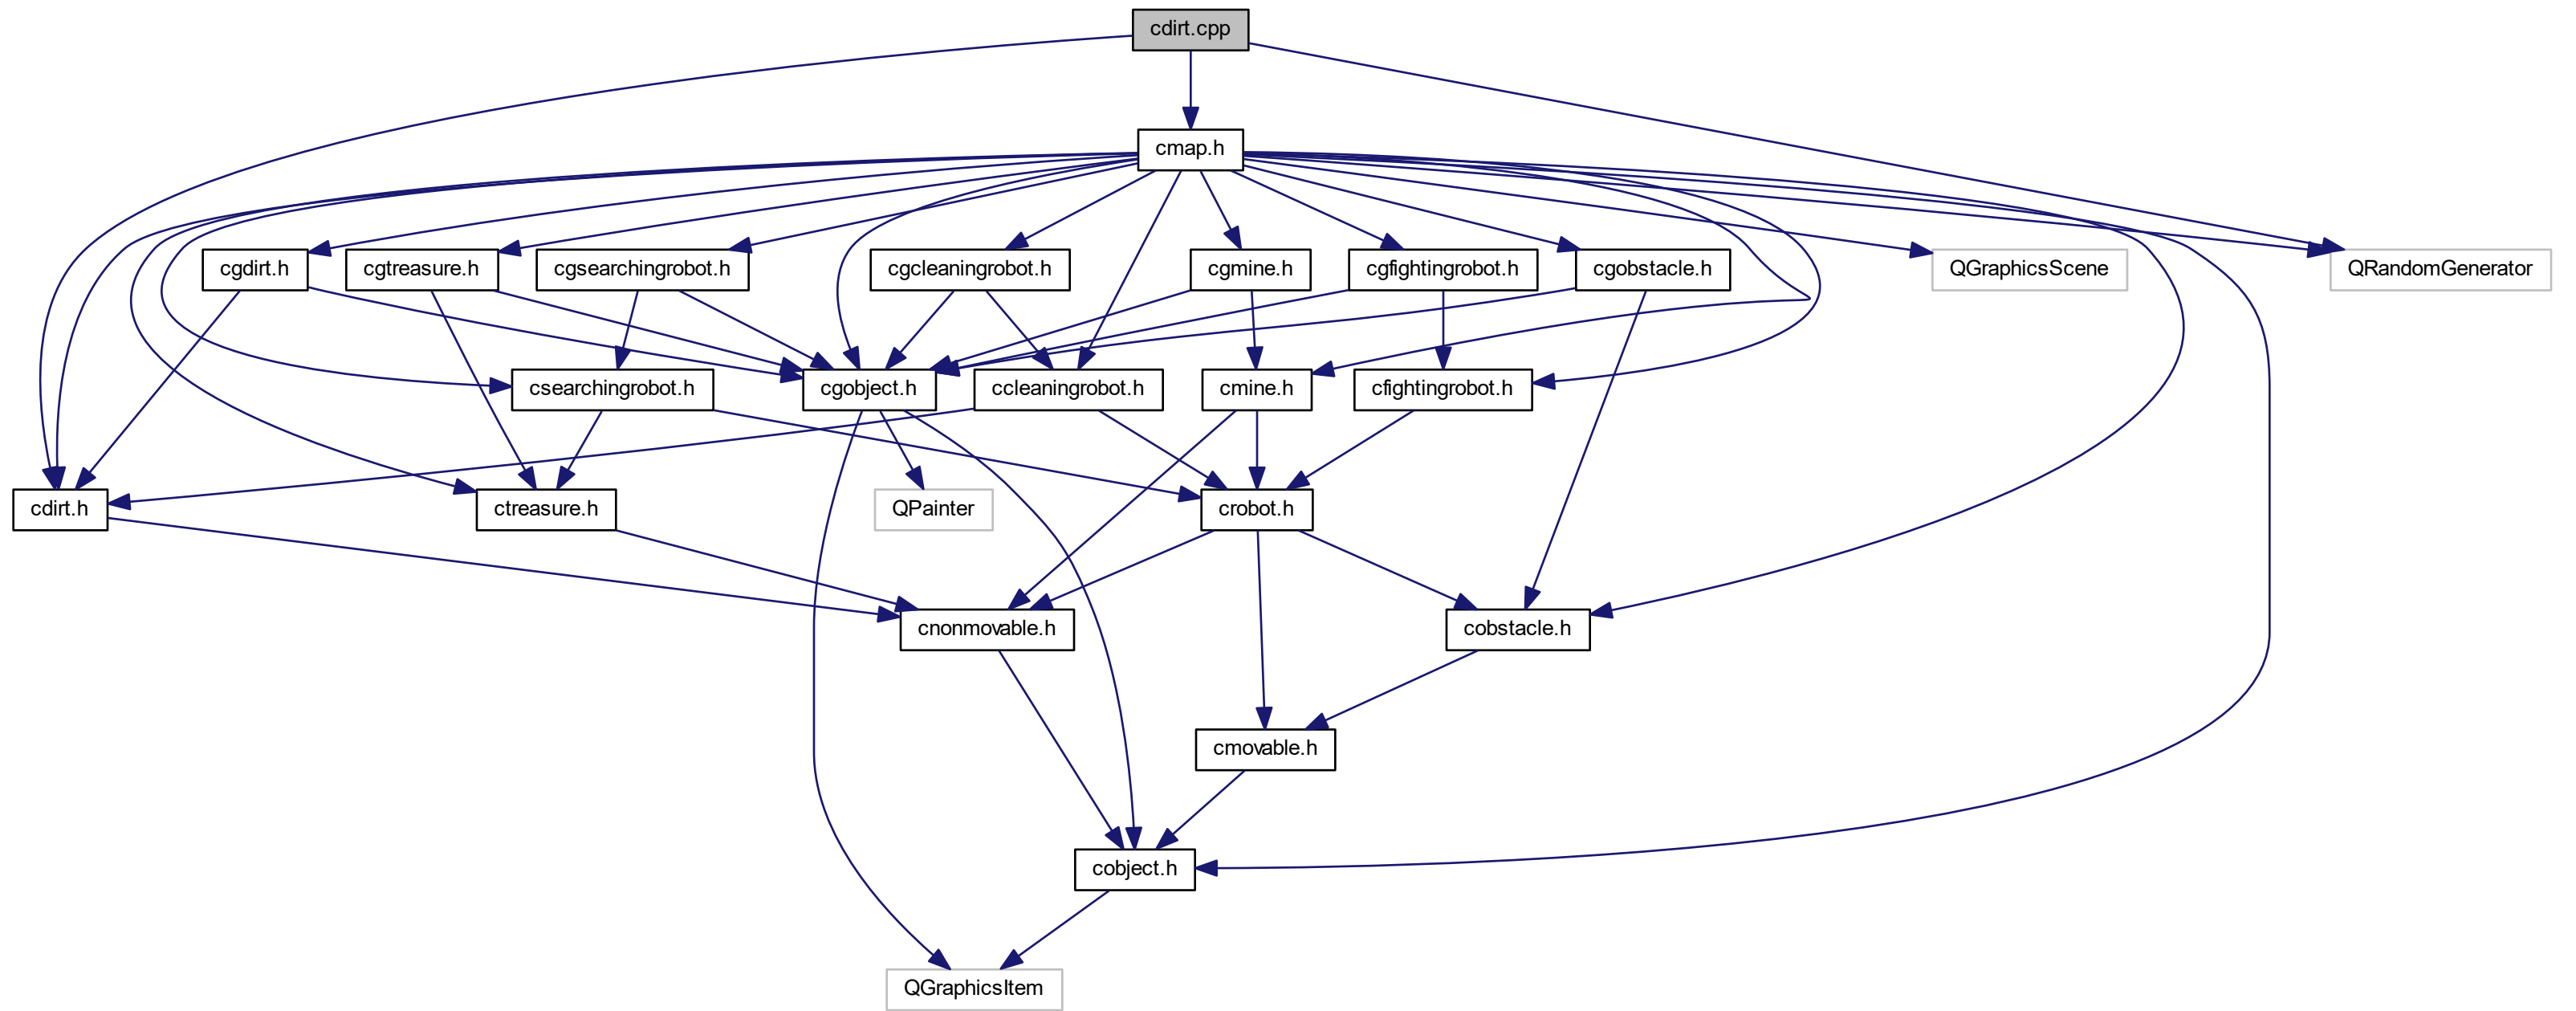 cdirt.cpp
cmap.h
cgdirt.h
cgtreasure.h
cgsearchingrobot.h
cgcleaningrobot.h
cgmine.h
cgfightingrobot.h
cgobstacle.h
QGraphicsScene
QRandomGenerator
csearchingrobot.h
cgobject.h
ccleaningrobot.h
cmine.h
cfightingrobot.h
cdirt.h
ctreasure.h
QPainter
crobot.h
cnonmovable.h
cobstacle.h
cmovable.h
cobject.h
QGraphicsItem